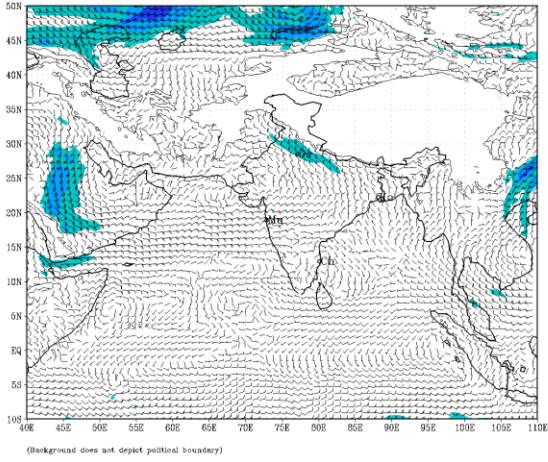 50N
45N
40N
35N
30N
25N
20N
Mu
15N
Ch
10N
5N
EQ
5S
10S
40E 45E 50E 55E 60E 65E 70E 75E 80E 85E 90E 95E 100E 105E 110E
(Background does not depict political boundary)